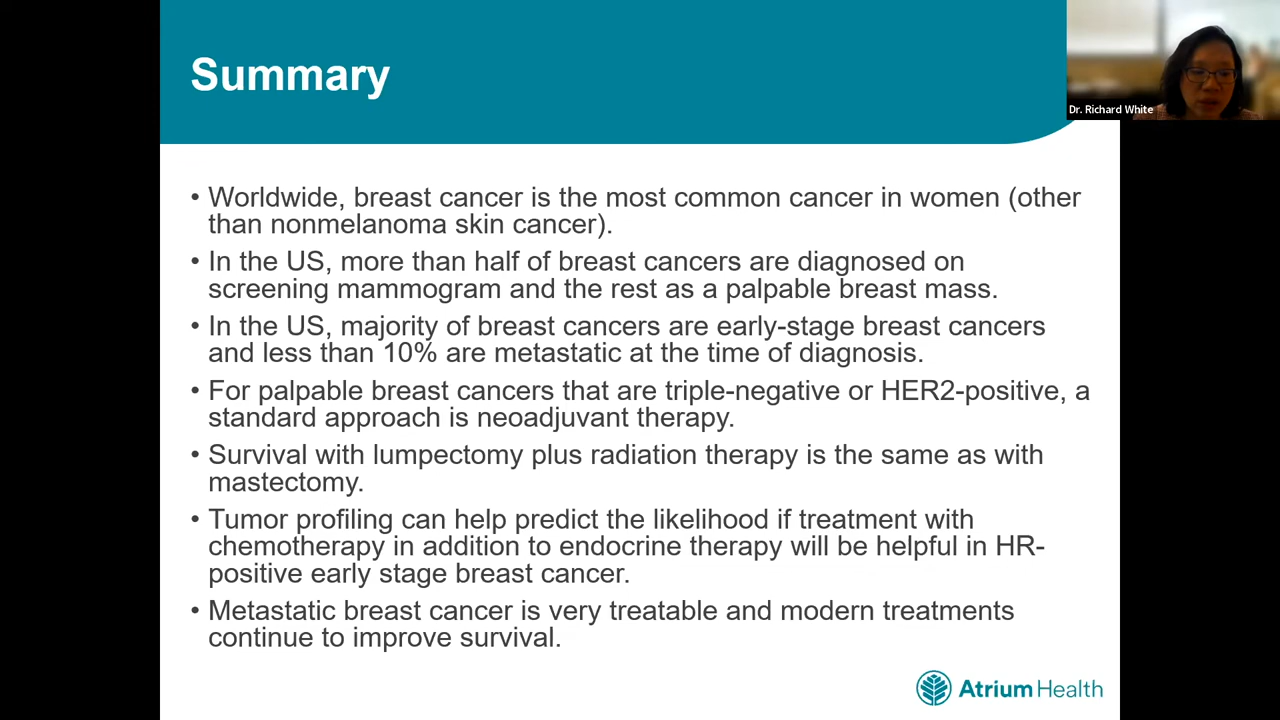 Summary
Dr. Richard White
• Worldwide, breast cancer is the most common cancer in women (other
than nonmelanoma skin cancer).
• In the US, more than half of breast cancers are diagnosed on
screening mammogram and the rest as a palpable breast mass.
• In the US, majority of breast cancers are early-stage breast cancers
and less than 10% are metastatic at the time of diagnosis.
• For palpable breast cancers that are triple-negative or HER2-positive, a
standard approach is neoadjuvant therapy.
• Survival with lumpectomy plus radiation therapy is the same as with
mastectomy.
• Tumor profiling can help predict the likelihood if treatment with
chemotherapy in addition to endocrine therapy will be helpful in HR-
positive early stage breast cancer.
• Metastatic breast cancer is very treatable and modern treatments
continue to improve survival.
Atrium Health